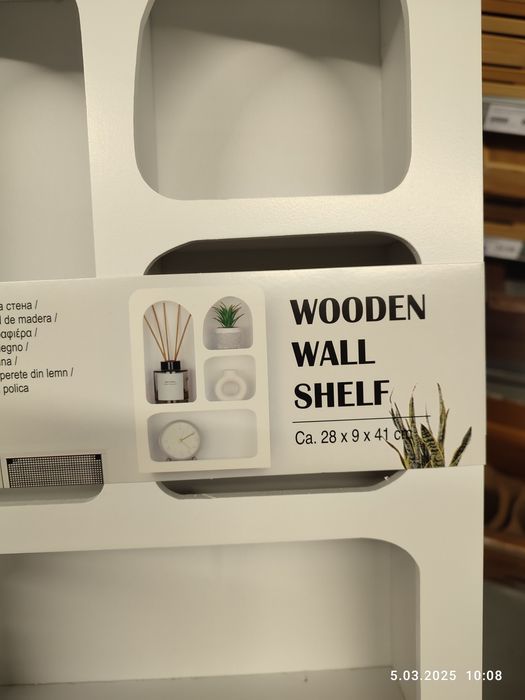 а стена /
l de madera /
ραφιέρα /
egno /
na /
perete din lemn /
polica
WOODEN
WALL
SHELF
Ca. 28 x 9 x 41 cm
5.03.2025 10:08